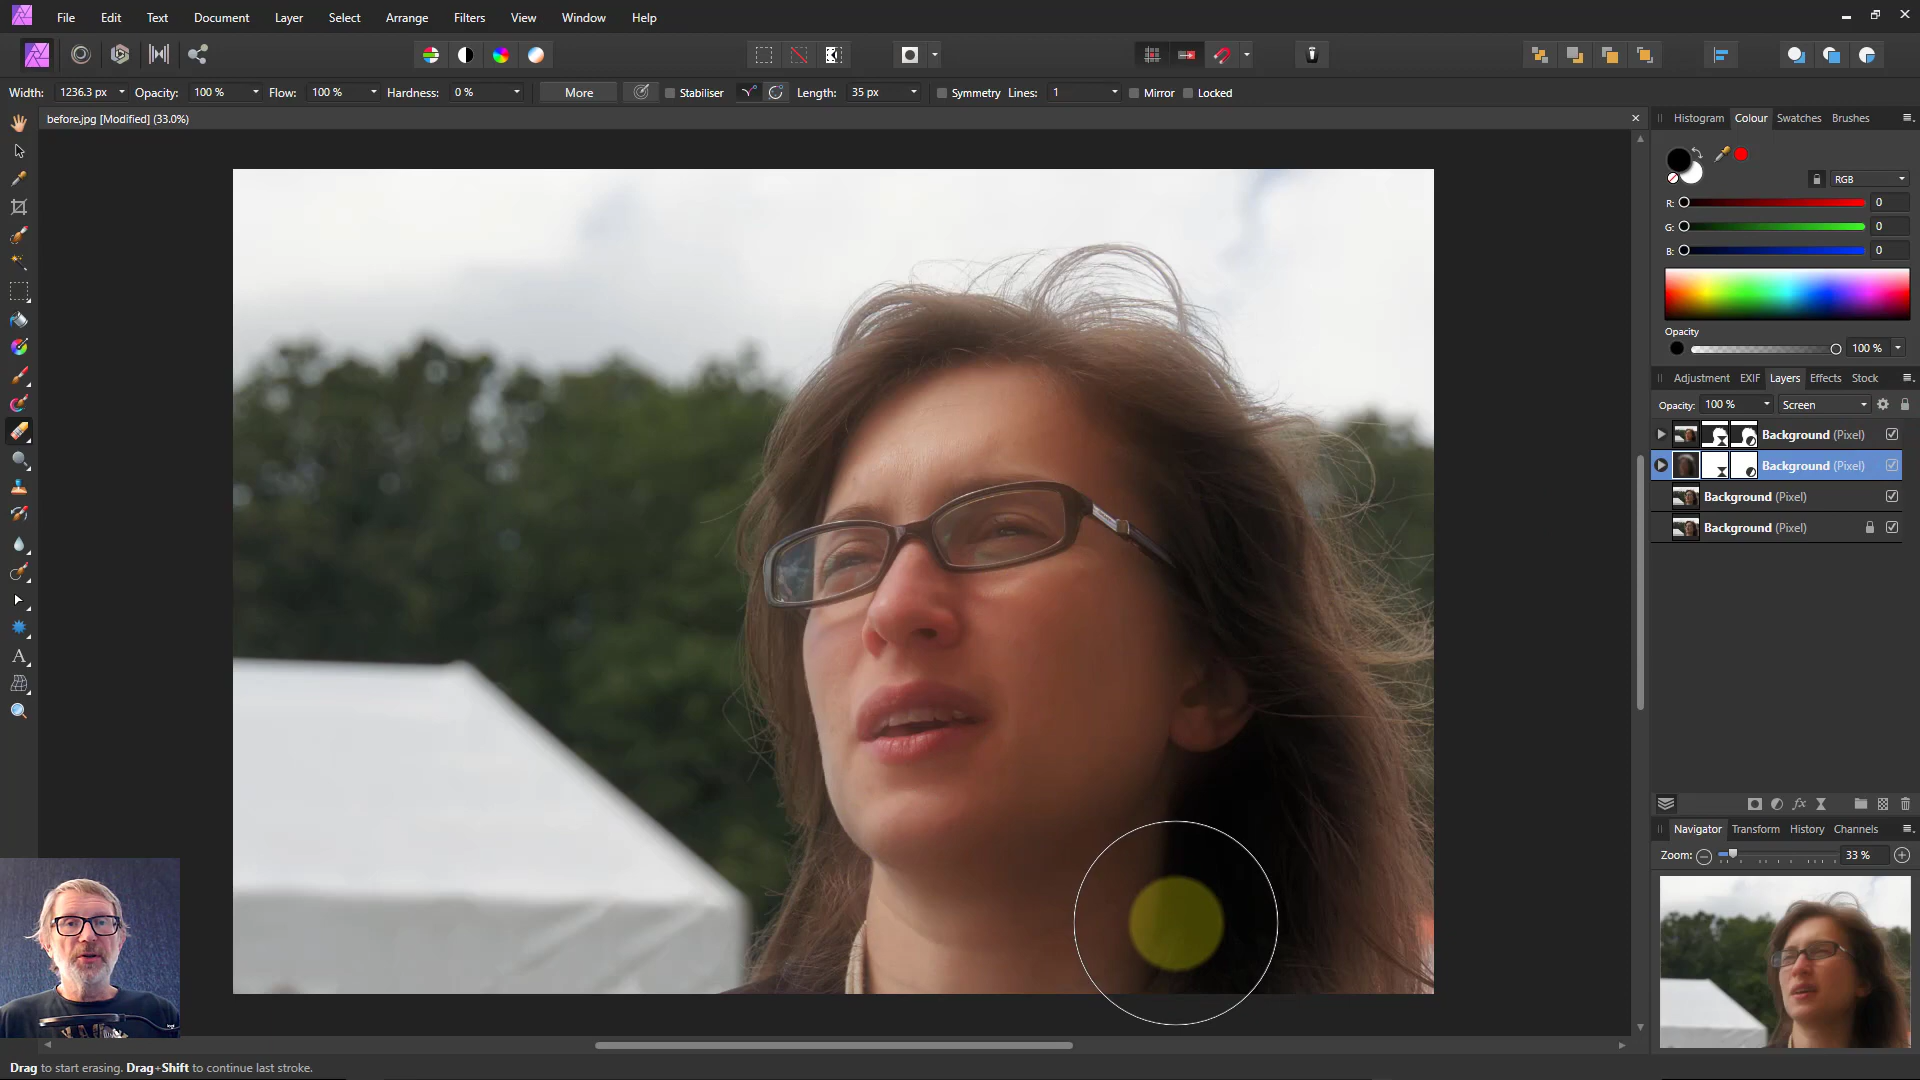 File Edit Text Document Layer Select Arrange Filters View Window Help
Width: 1236.3 px Opacity: 100 % Flow: 100 % Hardness: 0 % More Stabiliser Length: 35 px Symmetry Lines: 1 Mirror Locked
before.jpg [Modified] (33.0%)
Histogram Colour Swatches Brushes
RGB
R: 0
G: 0
B: 0
Opacity
100 %
Adjustment EXIF Layers Effects Stock
Opacity: 100 % Screen
Background (Pixel)
Background (Pixel)
Background (Pixel)
Background (Pixel)
Navigator Transform History Channels
Zoom: 33 %
Drag to start erasing. Drag+Shift to continue last stroke.